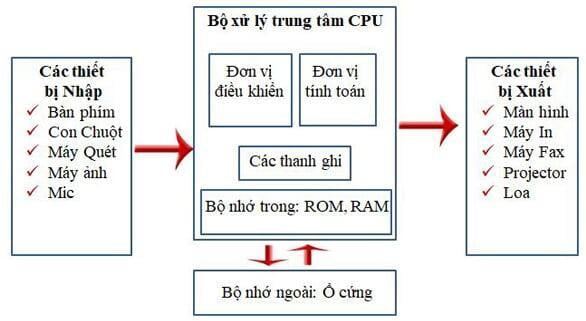 Bộ xử lý trung tâm CPU
Các thiết
bị Nhập
Bàn phím
Con Chuột
Máy Quét
Máy ảnh
Mic
Đơn vị
điều khiển
Đơn vị
tính toán
Các thanh ghi
Bộ nhớ trong: ROM, RAM
Bộ nhớ ngoài: Ổ cứng
Các thiết
bị Xuất
Màn hình
Máy In
Máy Fax
Projector
Loa